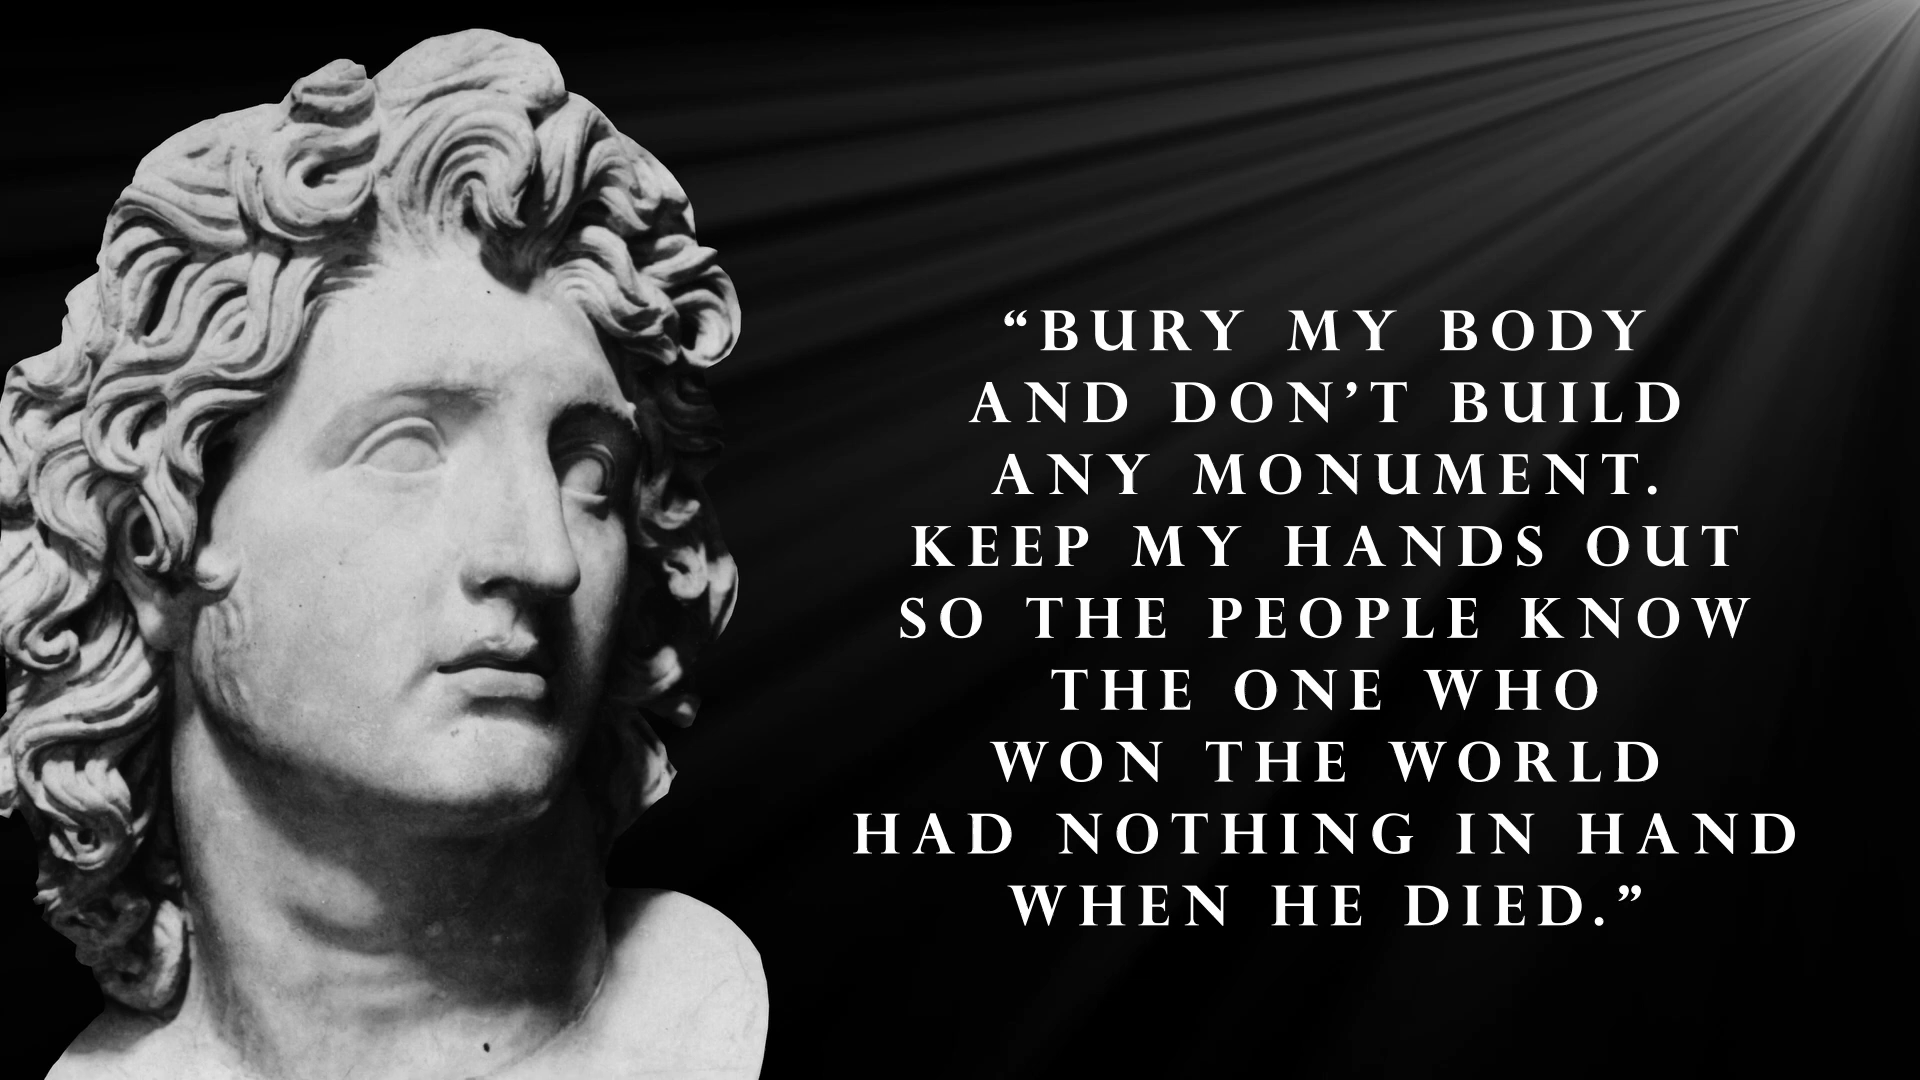 “BURY MY BODY
AND DON’T BUILD
ANY MONUMENT.
KEEP MY HANDS OUT
SO THE PEOPLE KNOW
THE ONE WHO
WON THE WORLD
HAD NOTHING IN HAND
WHEN HE DIED.”